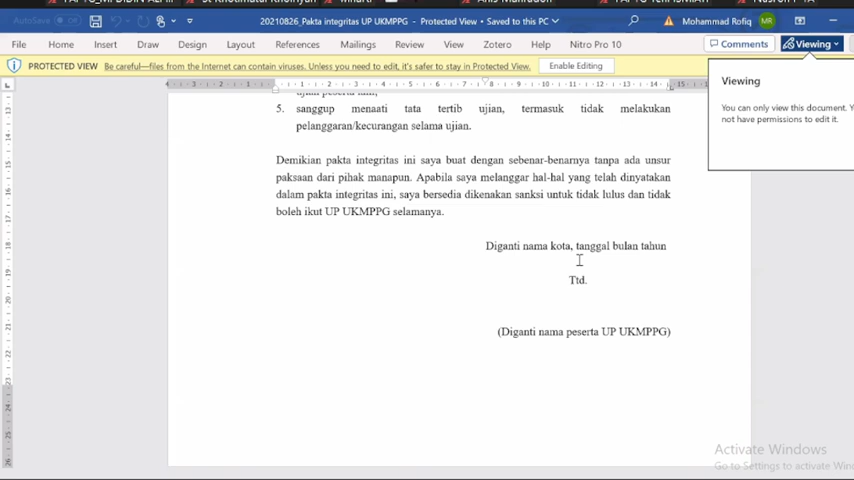 AutoSave
20210826_Pakta integritas UP UKMPPG - Protected View • Saved to this PC
Mohammad Rofiq
MR
File Home Insert Draw Design Layout References Mailings Review View Zotero Help Nitro Pro 10
Comments
Viewing
PROTECTED VIEW Be careful—files from the Internet can contain viruses. Unless you need to edit, it's safer to stay in Protected View.
Enable Editing
Viewing
You can only view this document. Y
not have permissions to edit it.
ujian peserta lain;
5. sanggup menaati tata tertib ujian, termasuk tidak melakukan
pelanggaran/kecurangan selama ujian.
Demikian pakta integritas ini saya buat dengan sebenar-benarnya tanpa ada unsur
paksaan dari pihak manapun. Apabila saya melanggar hal-hal yang telah dinyatakan
dalam pakta integritas ini, saya bersedia dikenakan sanksi untuk tidak lulus dan tidak
boleh ikut UP UKMPPG selamanya.
Diganti nama kota, tanggal bulan tahun
Ttd.
(Diganti nama peserta UP UKMPPG)
Activate Windows
Go to Settings to activate Win